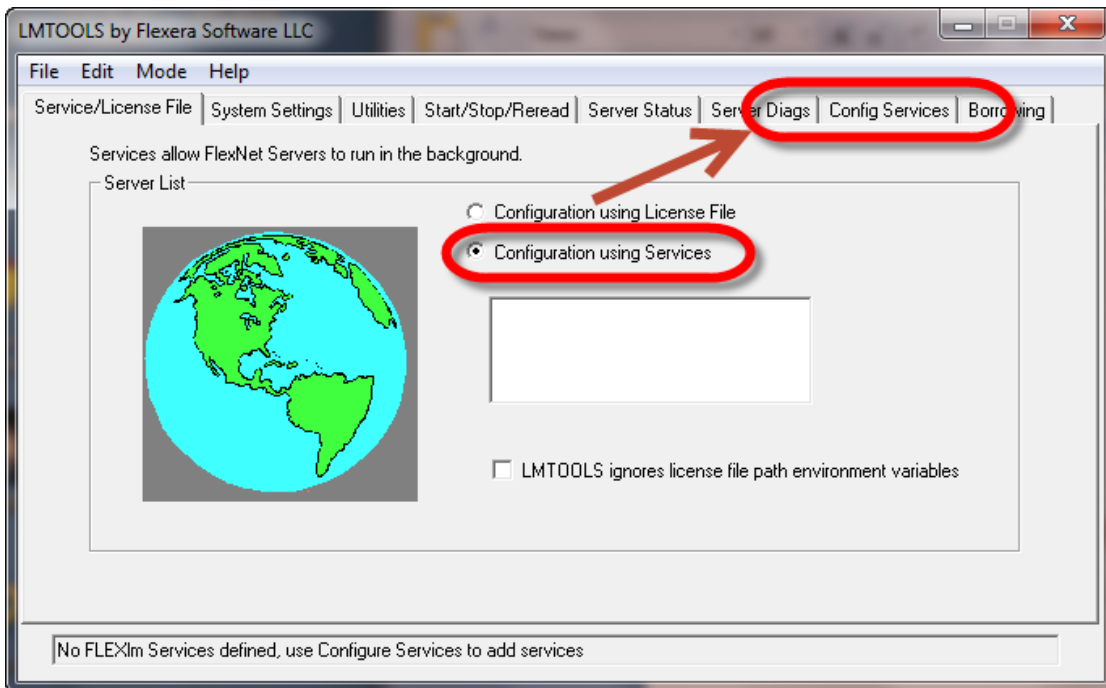 LMTOOLS by Flexera Software LLC
File Edit Mode Help
Service/License File System Settings Utilities Start/Stop/Reread Server Status Server Diags Config Services Borrowing
Services allow FlexNet Servers to run in the background.
Server List
Configuration using License File
Configuration using Services
LMTOOLS ignores license file path environment variables
No FLEXlm Services defined, use Configure Services to add services